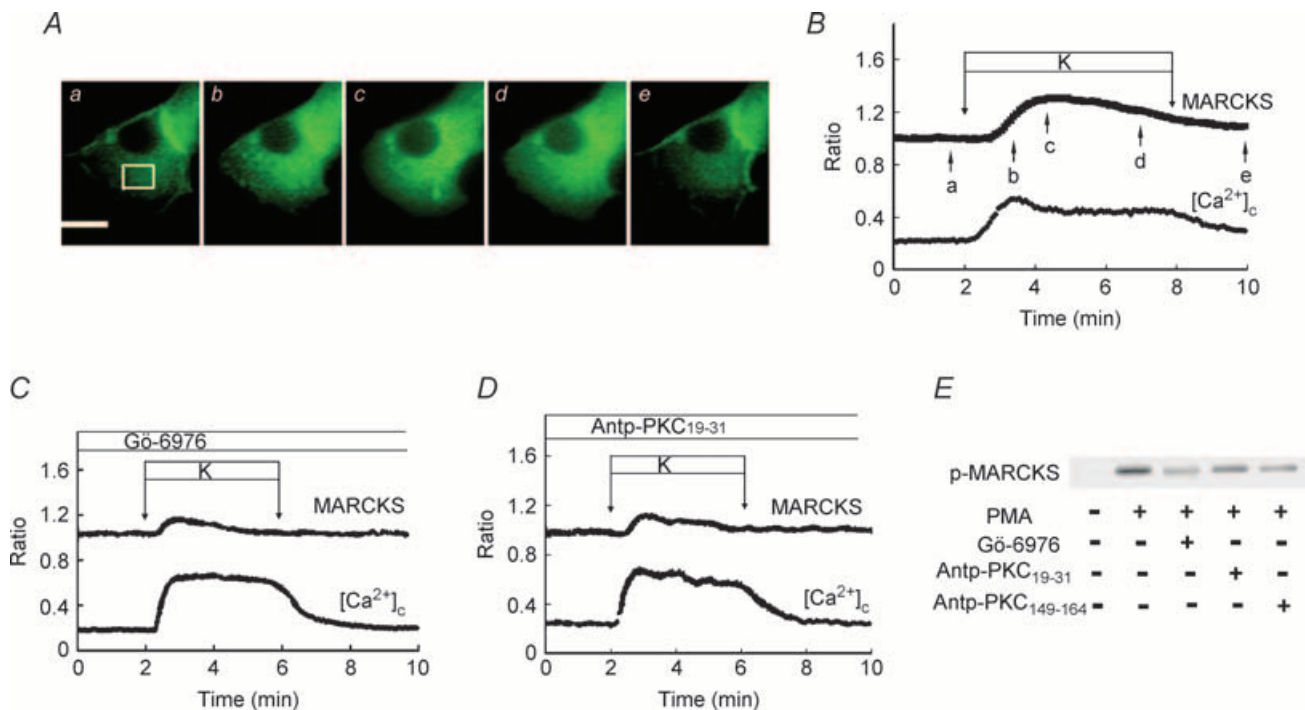 A
a
b
c
d
e
B
Ratio
1.6
1.2
0.8
0.4
0
K
MARCKS
a
b
c
d
e
[Ca²⁺]c
0 2 4 6 8 10
Time (min)
C
Gö-6976
Ratio
1.6
1.2
0.8
0.4
0
K
MARCKS
[Ca²⁺]c
0 2 4 6 8 10
Time (min)
D
Antp-PKC19-31
Ratio
1.6
1.2
0.8
0.4
0
K
MARCKS
[Ca²⁺]c
0 2 4 6 8 10
Time (min)
E
p-MARCKS
PMA - + + + +
Gö-6976 - - + - -
Antp-PKC19-31 - - - + -
Antp-PKC149-164 - - - - +